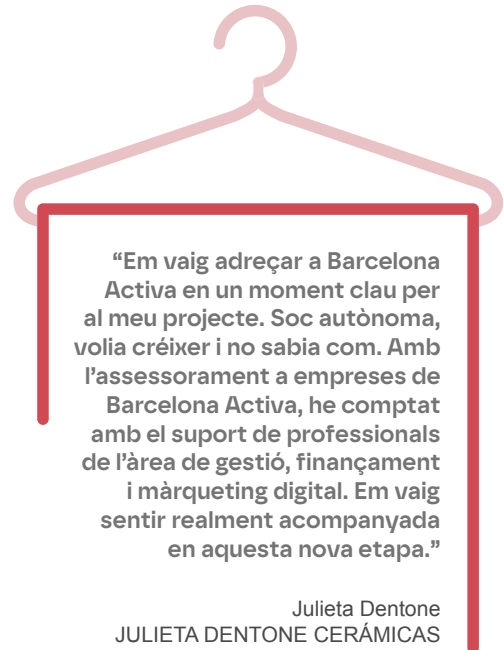 “Em vaig adreçar a Barcelona
Activa en un moment clau per
al meu projecte. Soc autònoma,
volia créixer i no sabia com. Amb
l’assessorament a empreses de
Barcelona Activa, he comptat
amb el suport de professionals
de l’àrea de gestió, finançament
i màrqueting digital. Em vaig
sentir realment acompanyada
en aquesta nova etapa.”
Julieta Dentone
JULIETA DENTONE CERÁMICAS